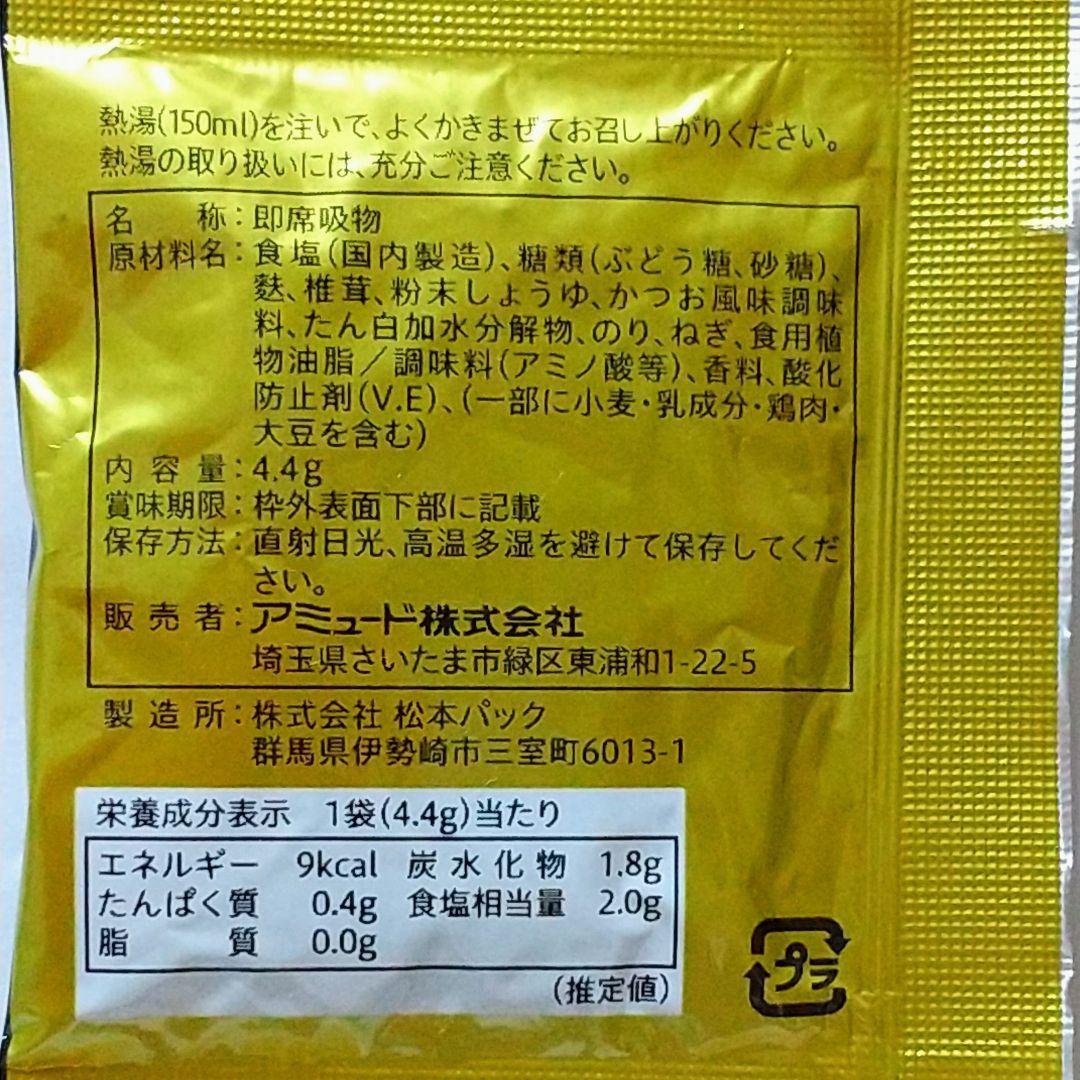 熱湯(150ml)を注いで、よくかきまぜてお召し上がりください。
熱湯の取り扱いには、充分ご注意ください。
名称:即席吸物
原材料名:食塩(国内製造)、糖類(ぶどう糖、砂糖)、
麩、椎茸、粉末しょうゆ、かつお風味調味
料、たん白加水分解物、のり、ねぎ、食用植
物油脂/調味料(アミノ酸等)、香料、酸化
防止剤(V.E)、(一部に小麦・乳成分・鶏肉・
大豆を含む)
内容量:4.4g
賞味期限:枠外表面下部に記載
保存方法:直射日光、高温多湿を避けて保存してくだ
さい。
販売者:アミュード株式会社
埼玉県さいたま市緑区東浦和1-22-5
製造所:株式会社 松本パック
群馬県伊勢崎市三室町6013-1
栄養成分表示 1袋(4.4g)当たり
エネルギー 9kcal 炭水化物 1.8g
たんぱく質 0.4g 食塩相当量 2.0g
脂質 0.0g
(推定値)
プラ